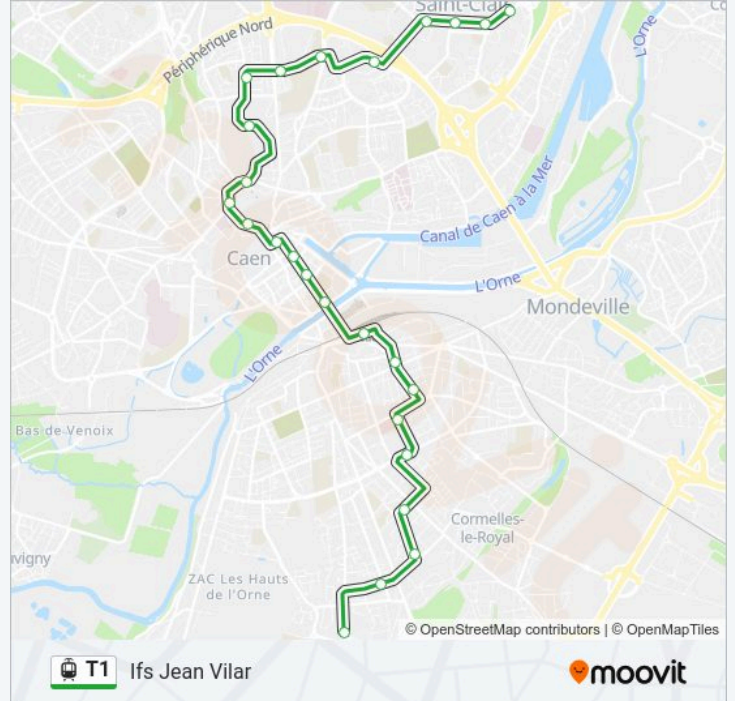 Saint-Clai
Périphérique Nord
L'Orne
Canal de Caen à la Mer
Caen
L'Orne
Mondeville
L'Orne
Bas de Venoix
Cormelles-
le-Royal
vigny
ZAC Les Hauts
de l'Orne
© OpenStreetMap contributors | © OpenMapTiles
T1 Ifs Jean Vilar
moovit